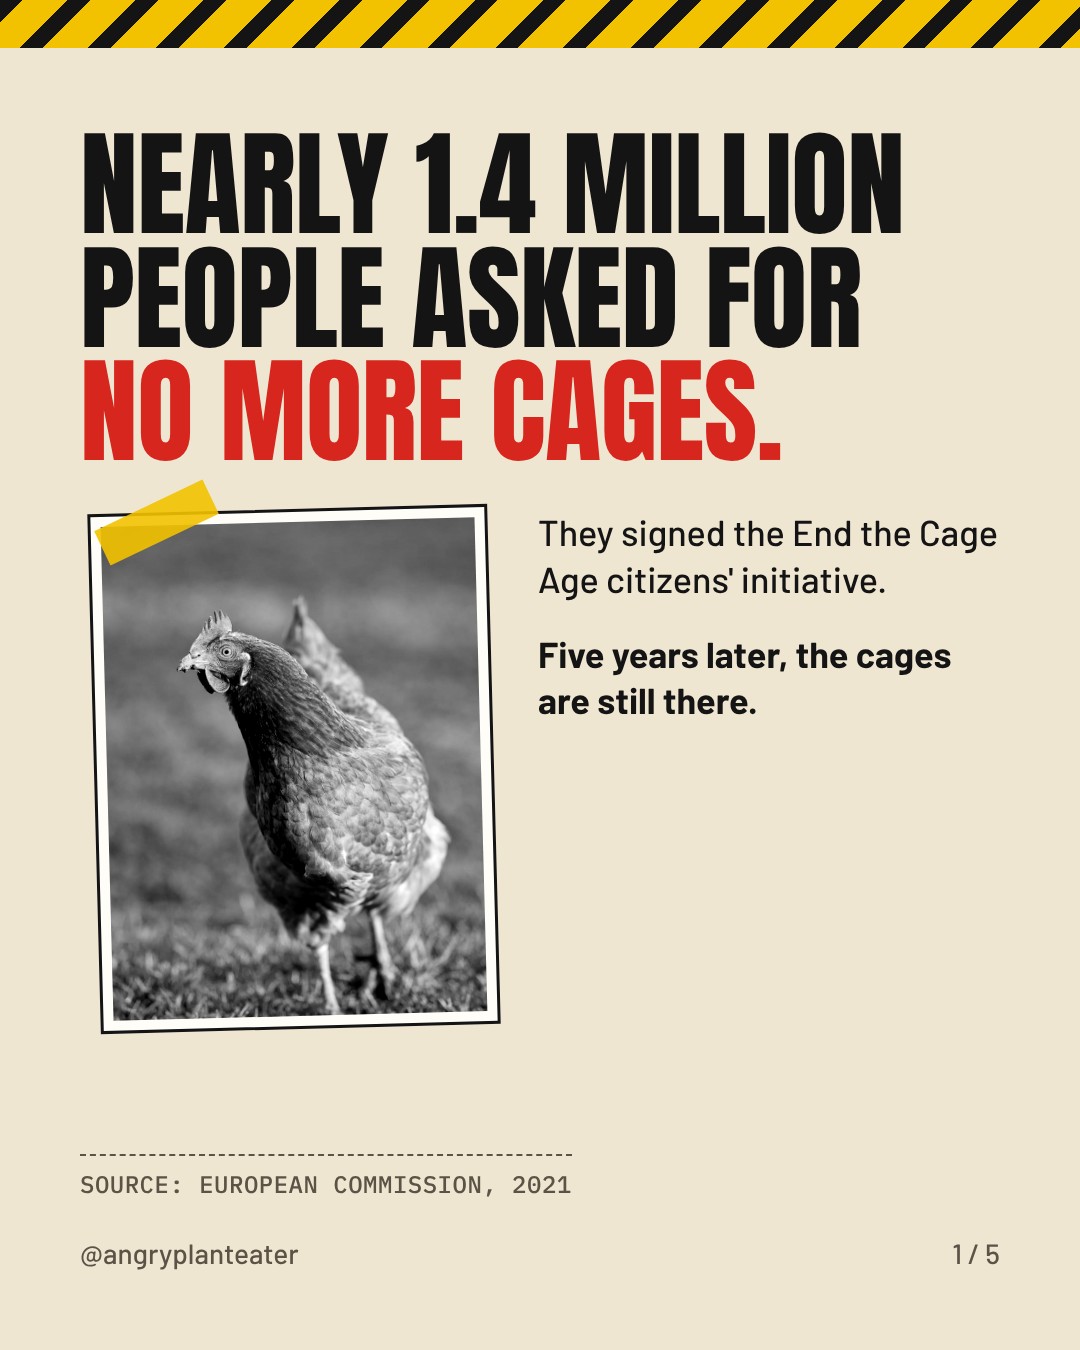 NEARLY 1.4 MILLION
PEOPLE ASKED FOR
NO MORE CAGES.
They signed the End the Cage
Age citizens' initiative.
Five years later, the cages
are still there.
SOURCE: EUROPEAN COMMISSION, 2021
@angryplanteater
1 / 5